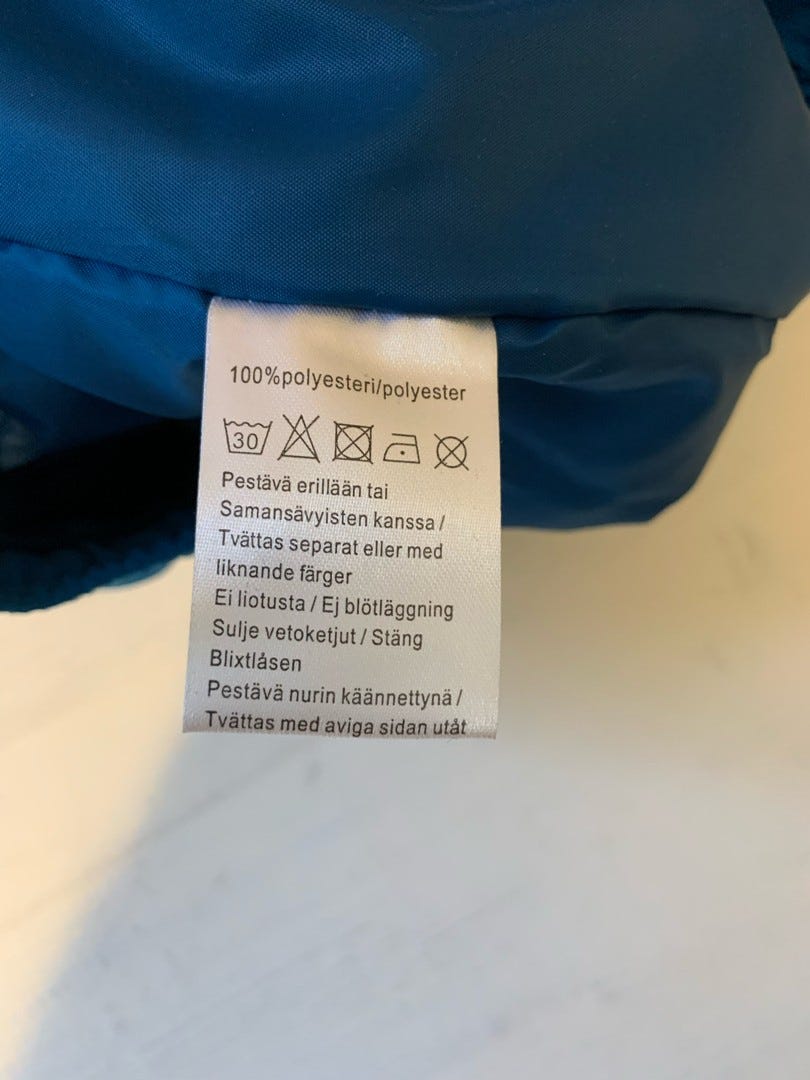 100%polyesteri/polyester
30
Pestävä erillään tai
Samansävyisten kanssa /
Tvättas separat eller med
liknande färger
Ei liotusta / Ej blötläggning
Sulje vetoketjut / Stäng
Blixtlåsen
Pestävä nurin käännettynä /
Tvättas med aviga sidan utåt